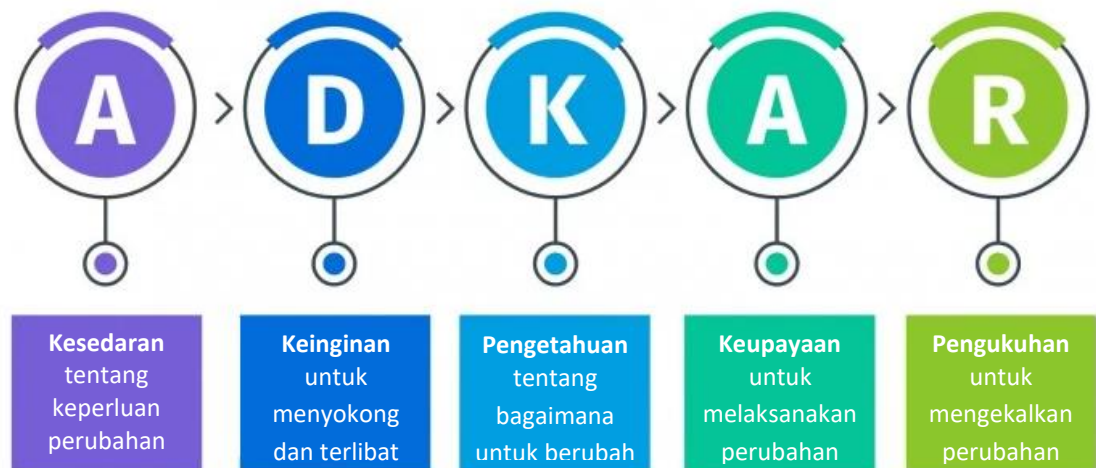 A > D > K > A > R
Kesedaran
tentang
keperluan
perubahan
Keinginan
untuk
menyokong
dan terlibat
Pengetahuan
tentang
bagaimana
untuk berubah
Keupayaan
untuk
melaksanakan
perubahan
Pengukuhan
untuk
mengekalkan
perubahan